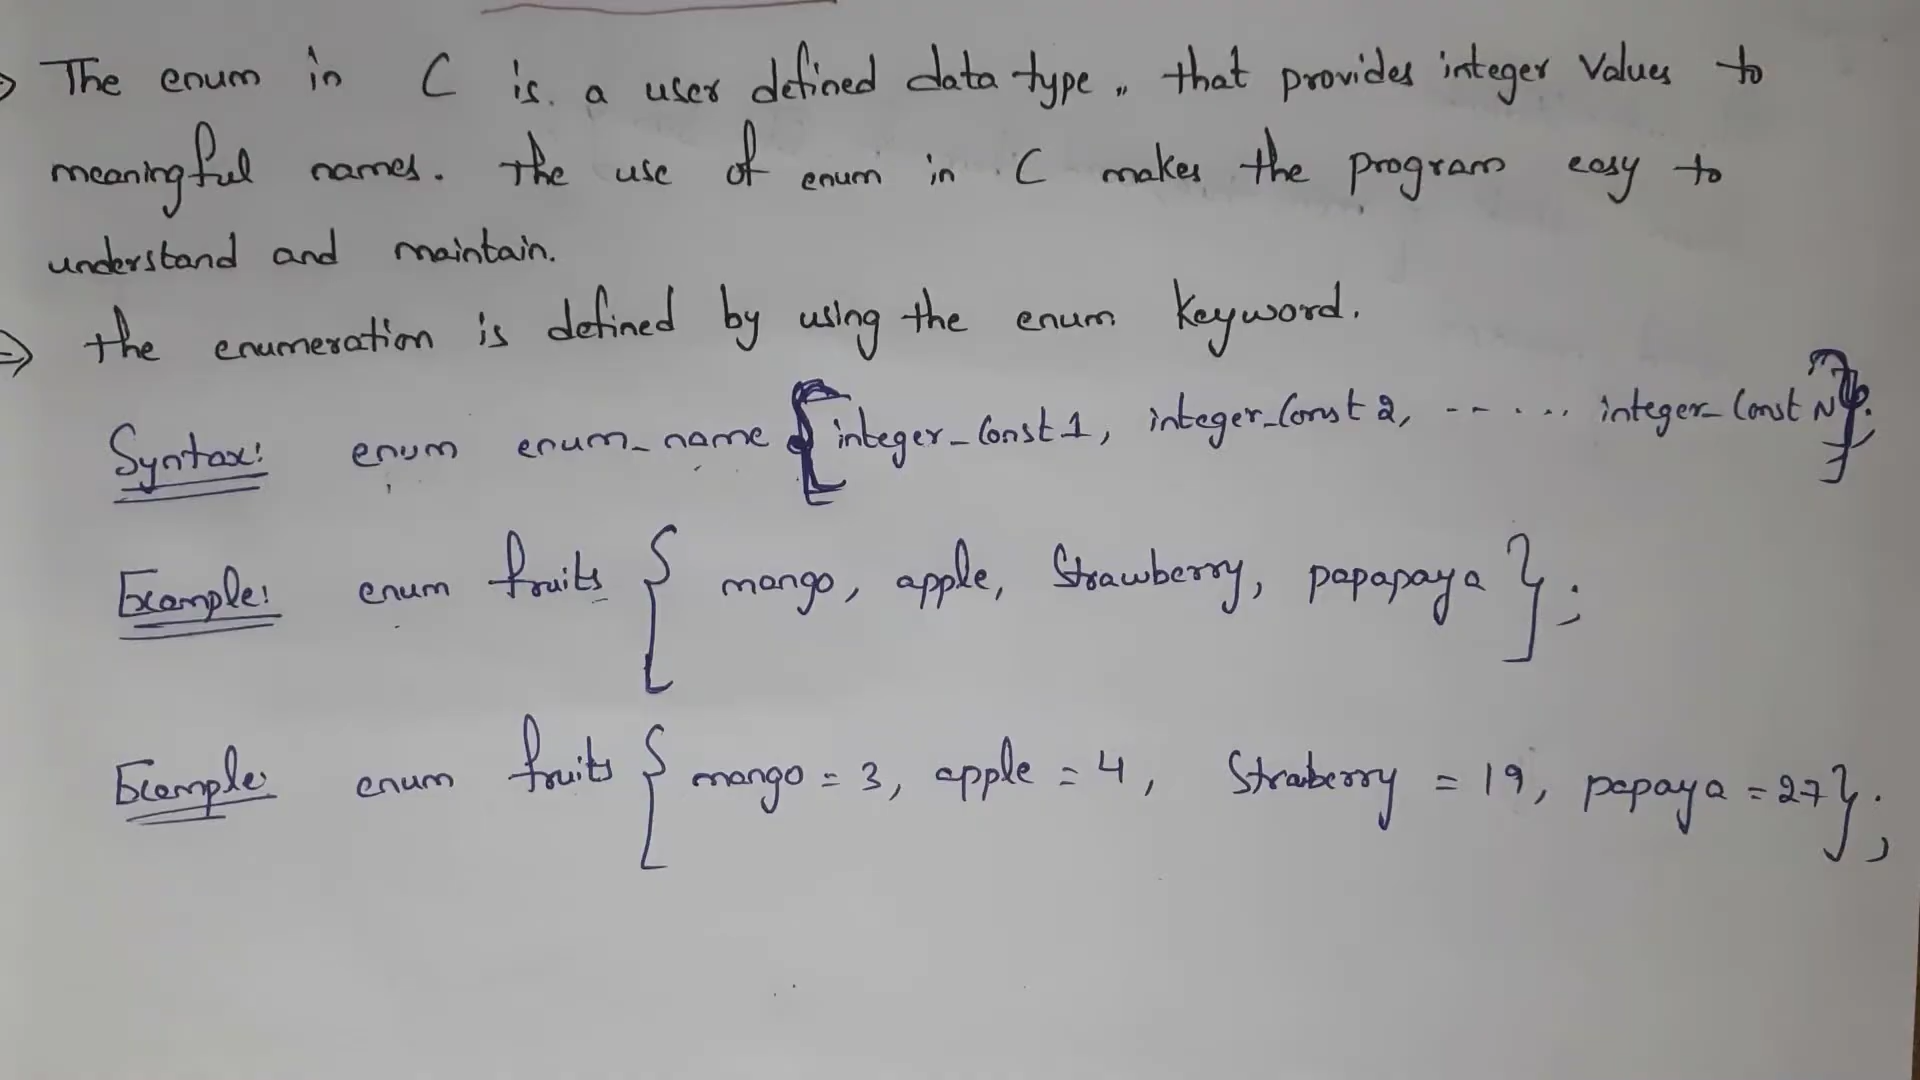 ⇒ The enum in C is a user defined data type, that provides integer values to
meaningful names. the use of enum in C makes the program easy to
understand and maintain.
⇒ the enumeration is defined by using the enum keyword.
Syntax: enum enum_name { integer_const 1, integer_const 2, ----... integer_const N };
Example: enum fruits { mango, apple, Strawberry, papapaya };
Example: enum fruits { mango = 3, apple = 4, Straberry = 19, papaya = 27 };